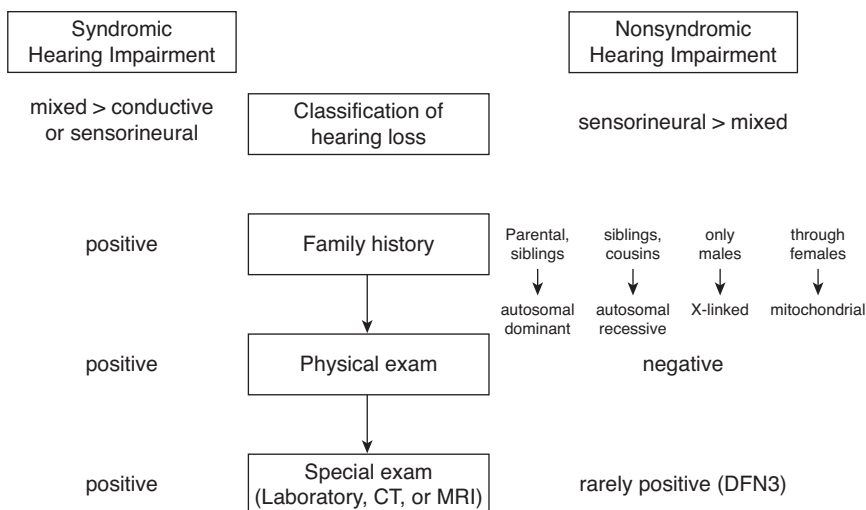 Syndromic
Hearing Impairment
Nonsyndromic
Hearing Impairment
mixed > conductive
or sensorineural
Classification of
hearing loss
sensorineural > mixed
positive
Family history
Parental,
siblings
siblings,
cousins
only
males
through
females
autosomal
dominant
autosomal
recessive
X-linked
mitochondrial
positive
Physical exam
negative
positive
Special exam
(Laboratory, CT, or MRI)
rarely positive (DFN3)